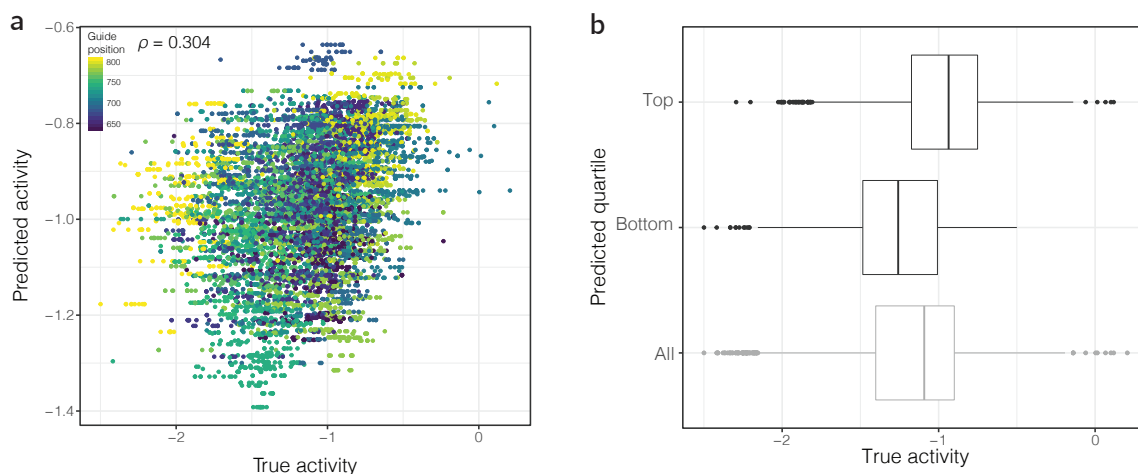 a
Guide
position
800
750
700
650
ρ = 0.304
−0.6
−0.8
−1.0
−1.2
−1.4
Predicted activity
−2
−1
0
True activity
b
Predicted quartile
Top
Bottom
All
−2
−1
0
True activity